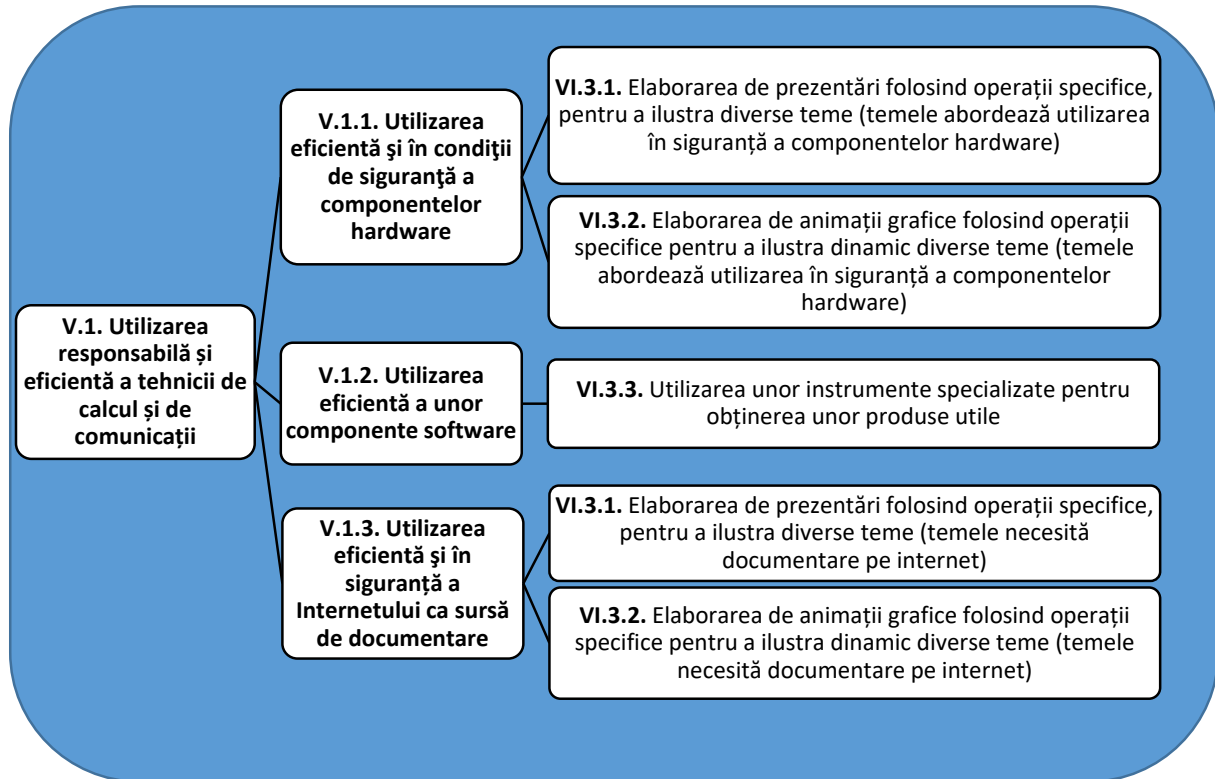 V.1. Utilizarea
responsabilă și
eficientă a tehnicii de
calcul și de
comunicații
V.1.1. Utilizarea
eficientă şi în condiţii
de siguranţă a
componentelor
hardware
VI.3.1. Elaborarea de prezentări folosind operații specifice,
pentru a ilustra diverse teme (temele abordează utilizarea
în siguranță a componentelor hardware)
VI.3.2. Elaborarea de animații grafice folosind operații
specifice pentru a ilustra dinamic diverse teme (temele
abordează utilizarea în siguranță a componentelor
hardware)
V.1.2. Utilizarea
eficientă a unor
componente software
VI.3.3. Utilizarea unor instrumente specializate pentru
obținerea unor produse utile
V.1.3. Utilizarea
eficientă şi în
siguranță a
Internetului ca sursă
de documentare
VI.3.1. Elaborarea de prezentări folosind operații specifice,
pentru a ilustra diverse teme (temele necesită
documentare pe internet)
VI.3.2. Elaborarea de animații grafice folosind operații
specifice pentru a ilustra dinamic diverse teme (temele
necesită documentare pe internet)